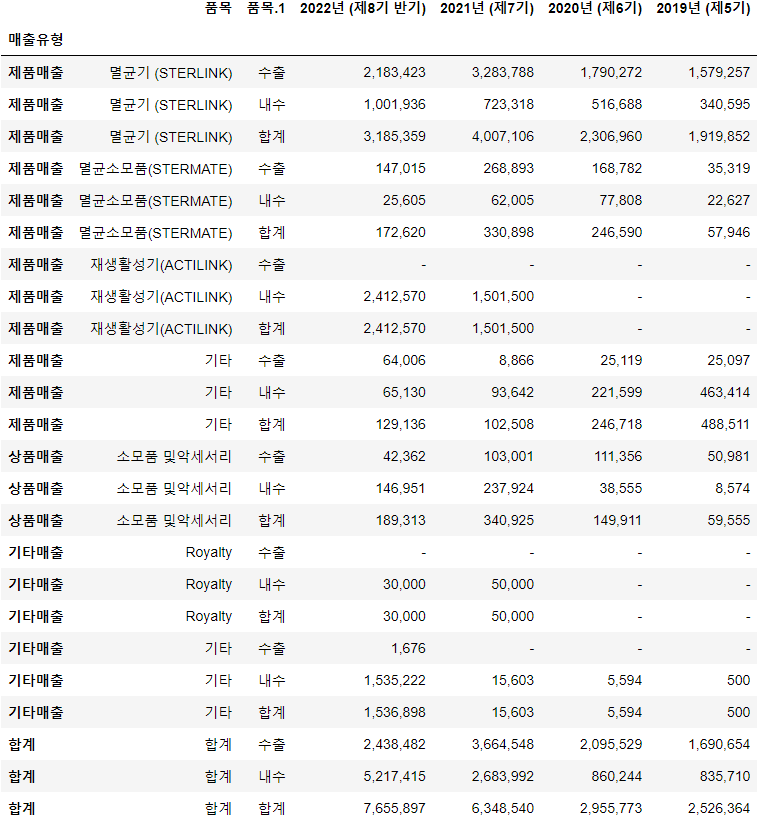 품목 품목.1 2022년 (제8기 반기) 2021년 (제7기) 2020년 (제6기) 2019년 (제5기)
매출유형
제품매출 멸균기 (STERLINK) 수출 2,183,423 3,283,788 1,790,272 1,579,257
제품매출 멸균기 (STERLINK) 내수 1,001,936 723,318 516,688 340,595
제품매출 멸균기 (STERLINK) 합계 3,185,359 4,007,106 2,306,960 1,919,852
제품매출 멸균소모품(STERMATE) 수출 147,015 268,893 168,782 35,319
제품매출 멸균소모품(STERMATE) 내수 25,605 62,005 77,808 22,627
제품매출 멸균소모품(STERMATE) 합계 172,620 330,898 246,590 57,946
제품매출 재생활성기(ACTILINK) 수출 - - - -
제품매출 재생활성기(ACTILINK) 내수 2,412,570 1,501,500 - -
제품매출 재생활성기(ACTILINK) 합계 2,412,570 1,501,500 - -
제품매출 기타 수출 64,006 8,866 25,119 25,097
제품매출 기타 내수 65,130 93,642 221,599 463,414
제품매출 기타 합계 129,136 102,508 246,718 488,511
상품매출 소모품 및악세서리 수출 42,362 103,001 111,356 50,981
상품매출 소모품 및악세서리 내수 146,951 237,924 38,555 8,574
상품매출 소모품 및악세서리 합계 189,313 340,925 149,911 59,555
기타매출 Royalty 수출 - - - -
기타매출 Royalty 내수 30,000 50,000 - -
기타매출 Royalty 합계 30,000 50,000 - -
기타매출 기타 수출 1,676 - - -
기타매출 기타 내수 1,535,222 15,603 5,594 500
기타매출 기타 합계 1,536,898 15,603 5,594 500
합계 합계 수출 2,438,482 3,664,548 2,095,529 1,690,654
합계 합계 내수 5,217,415 2,683,992 860,244 835,710
합계 합계 합계 7,655,897 6,348,540 2,955,773 2,526,364